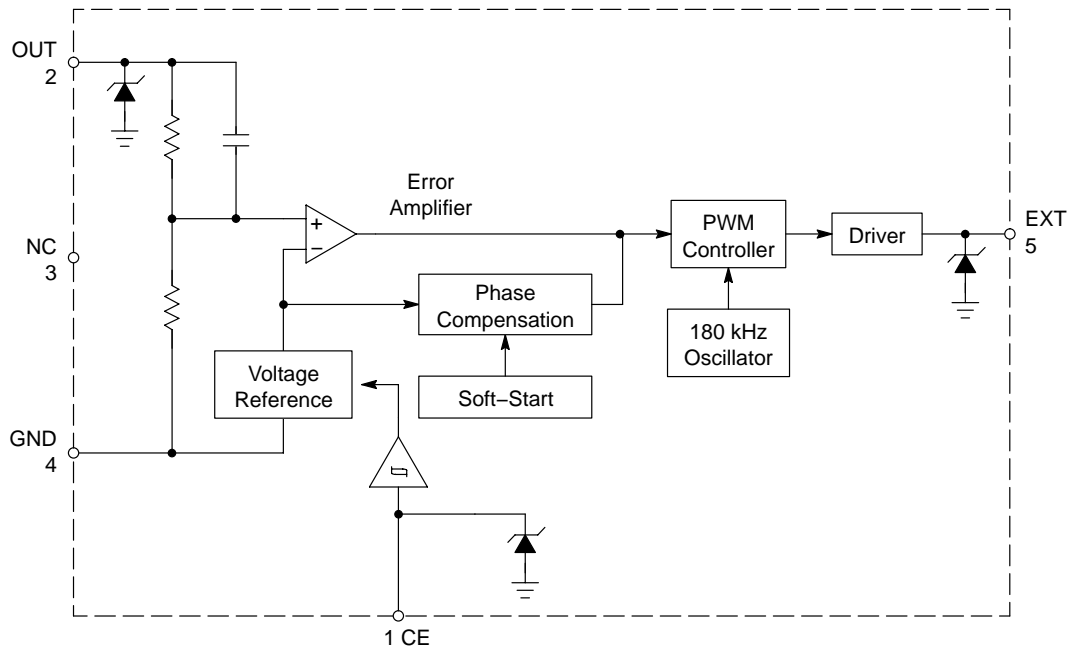 OUT
2
Error
Amplifier
+
−
NC
3
PWM
Controller
Driver
EXT
5
Phase
Compensation
180 kHz
Oscillator
Voltage
Reference
Soft−Start
GND
4
1 CE